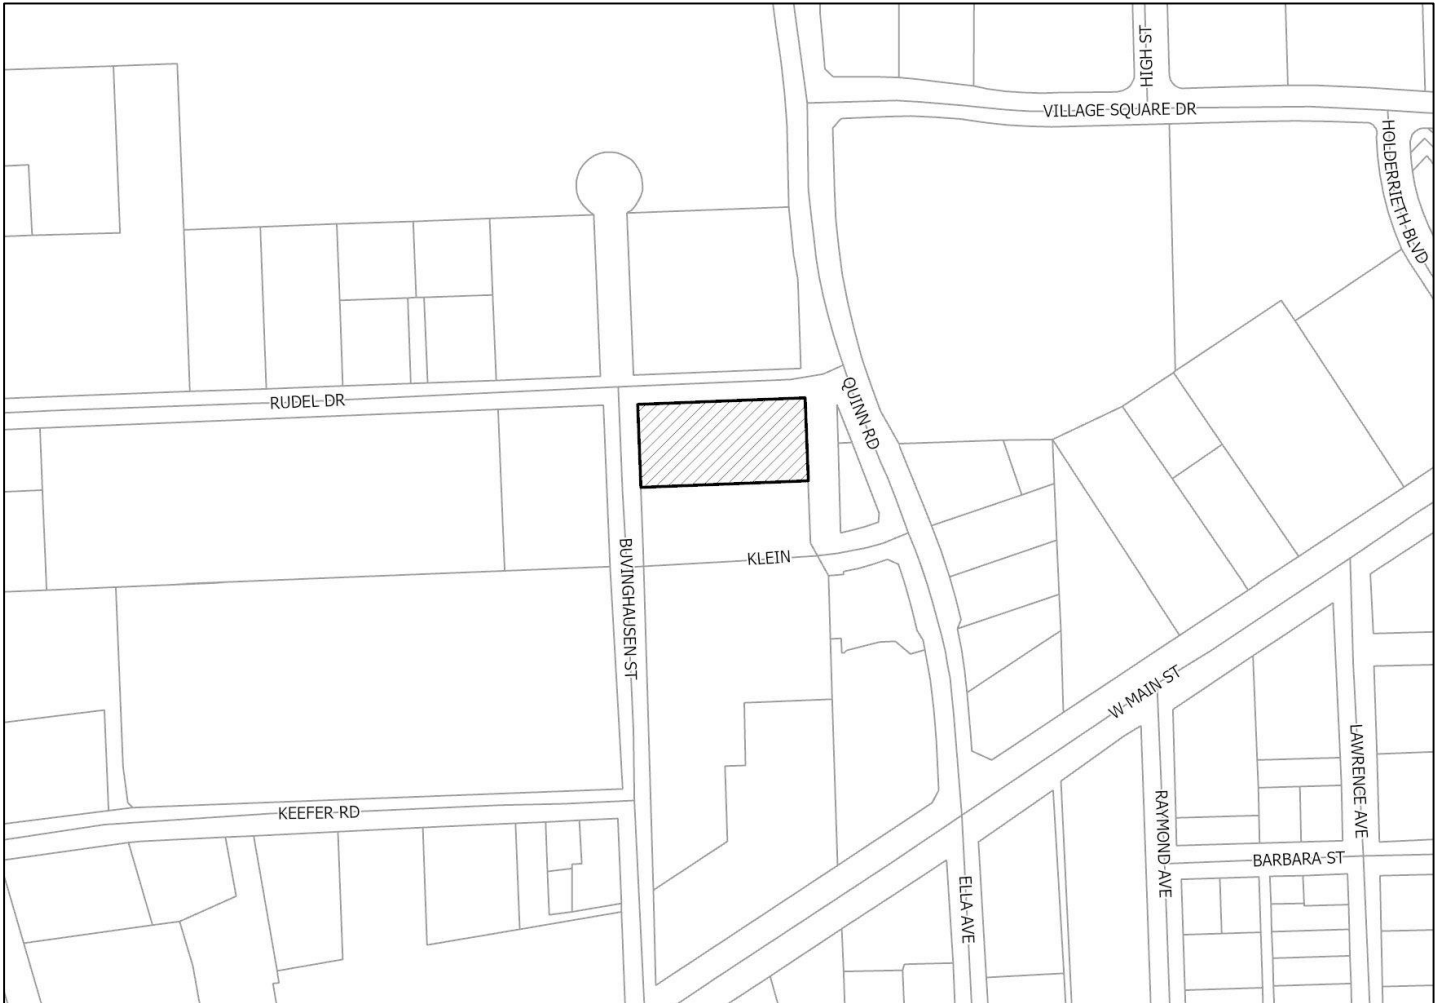 HIGH ST
VILLAGE SQUARE DR
HOLDERRIETH BLVD
RUDEL DR
QUINN RD
KLEIN
BUVINGHAUSEN ST
W MAIN ST
LAWRENCE AVE
KEEFER RD
RAYMOND AVE
BARBARA ST
ELLA AVE